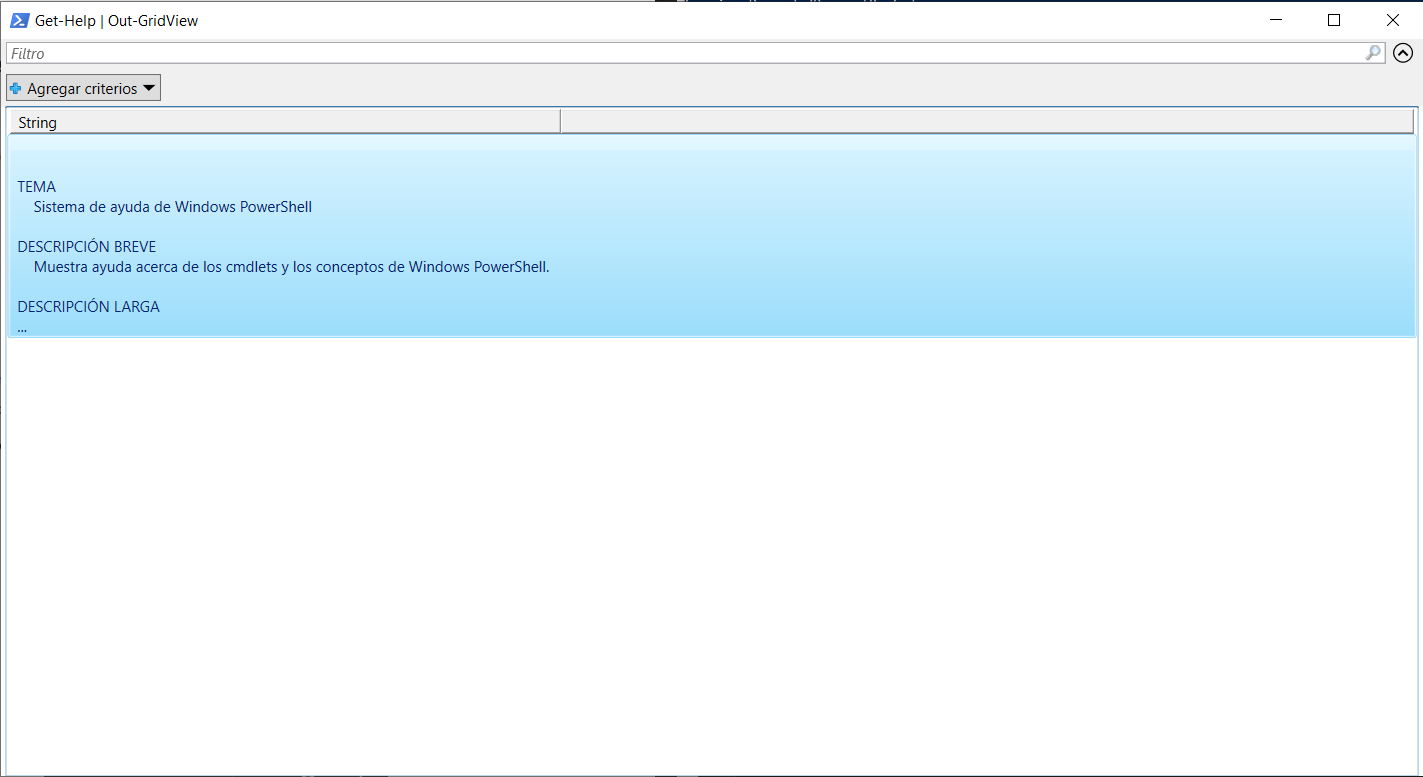 Get-Help | Out-GridView
Filtro
Agregar criterios
String
TEMA
Sistema de ayuda de Windows PowerShell
DESCRIPCIÓN BREVE
Muestra ayuda acerca de los cmdlets y los conceptos de Windows PowerShell.
DESCRIPCIÓN LARGA
...